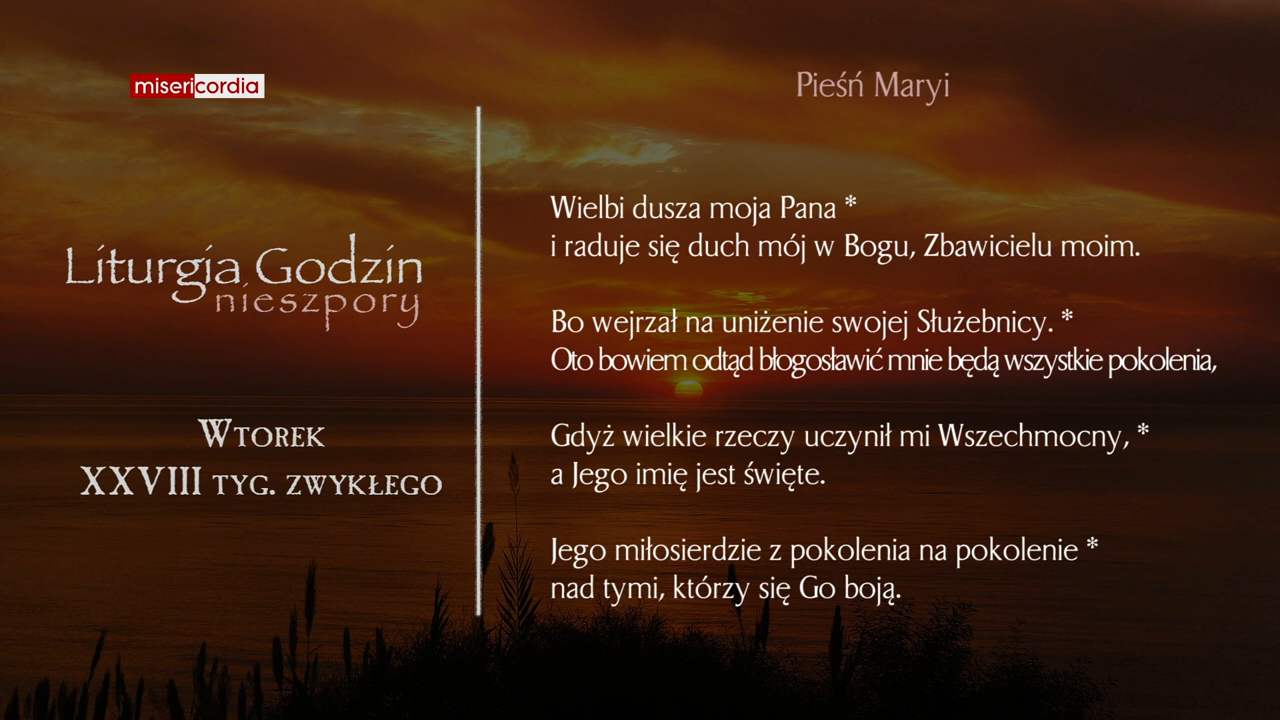 misericordia
Liturgia Godzin
nieszpory
Wtorek
XXVIII tyg. zwykłego
Pieśń Maryi
Wielbi dusza moja Pana *
i raduje się duch mój w Bogu, Zbawicielu moim.
Bo wejrzał na uniżenie swojej Służebnicy. *
Oto bowiem odtąd błogosławić mnie będą wszystkie pokolenia,
Gdyż wielkie rzeczy uczynił mi Wszechmocny, *
a Jego imię jest święte.
Jego miłosierdzie z pokolenia na pokolenie *
nad tymi, którzy się Go boją.